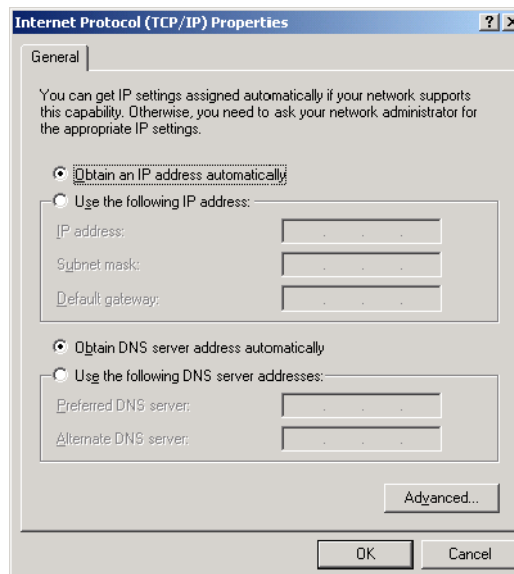 Internet Protocol (TCP/IP) Properties
General
You can get IP settings assigned automatically if your network supports
this capability. Otherwise, you need to ask your network administrator for
the appropriate IP settings.
Obtain an IP address automatically
Use the following IP address:
IP address:
Subnet mask:
Default gateway:
Obtain DNS server address automatically
Use the following DNS server addresses:
Preferred DNS server:
Alternate DNS server:
Advanced...
OK Cancel